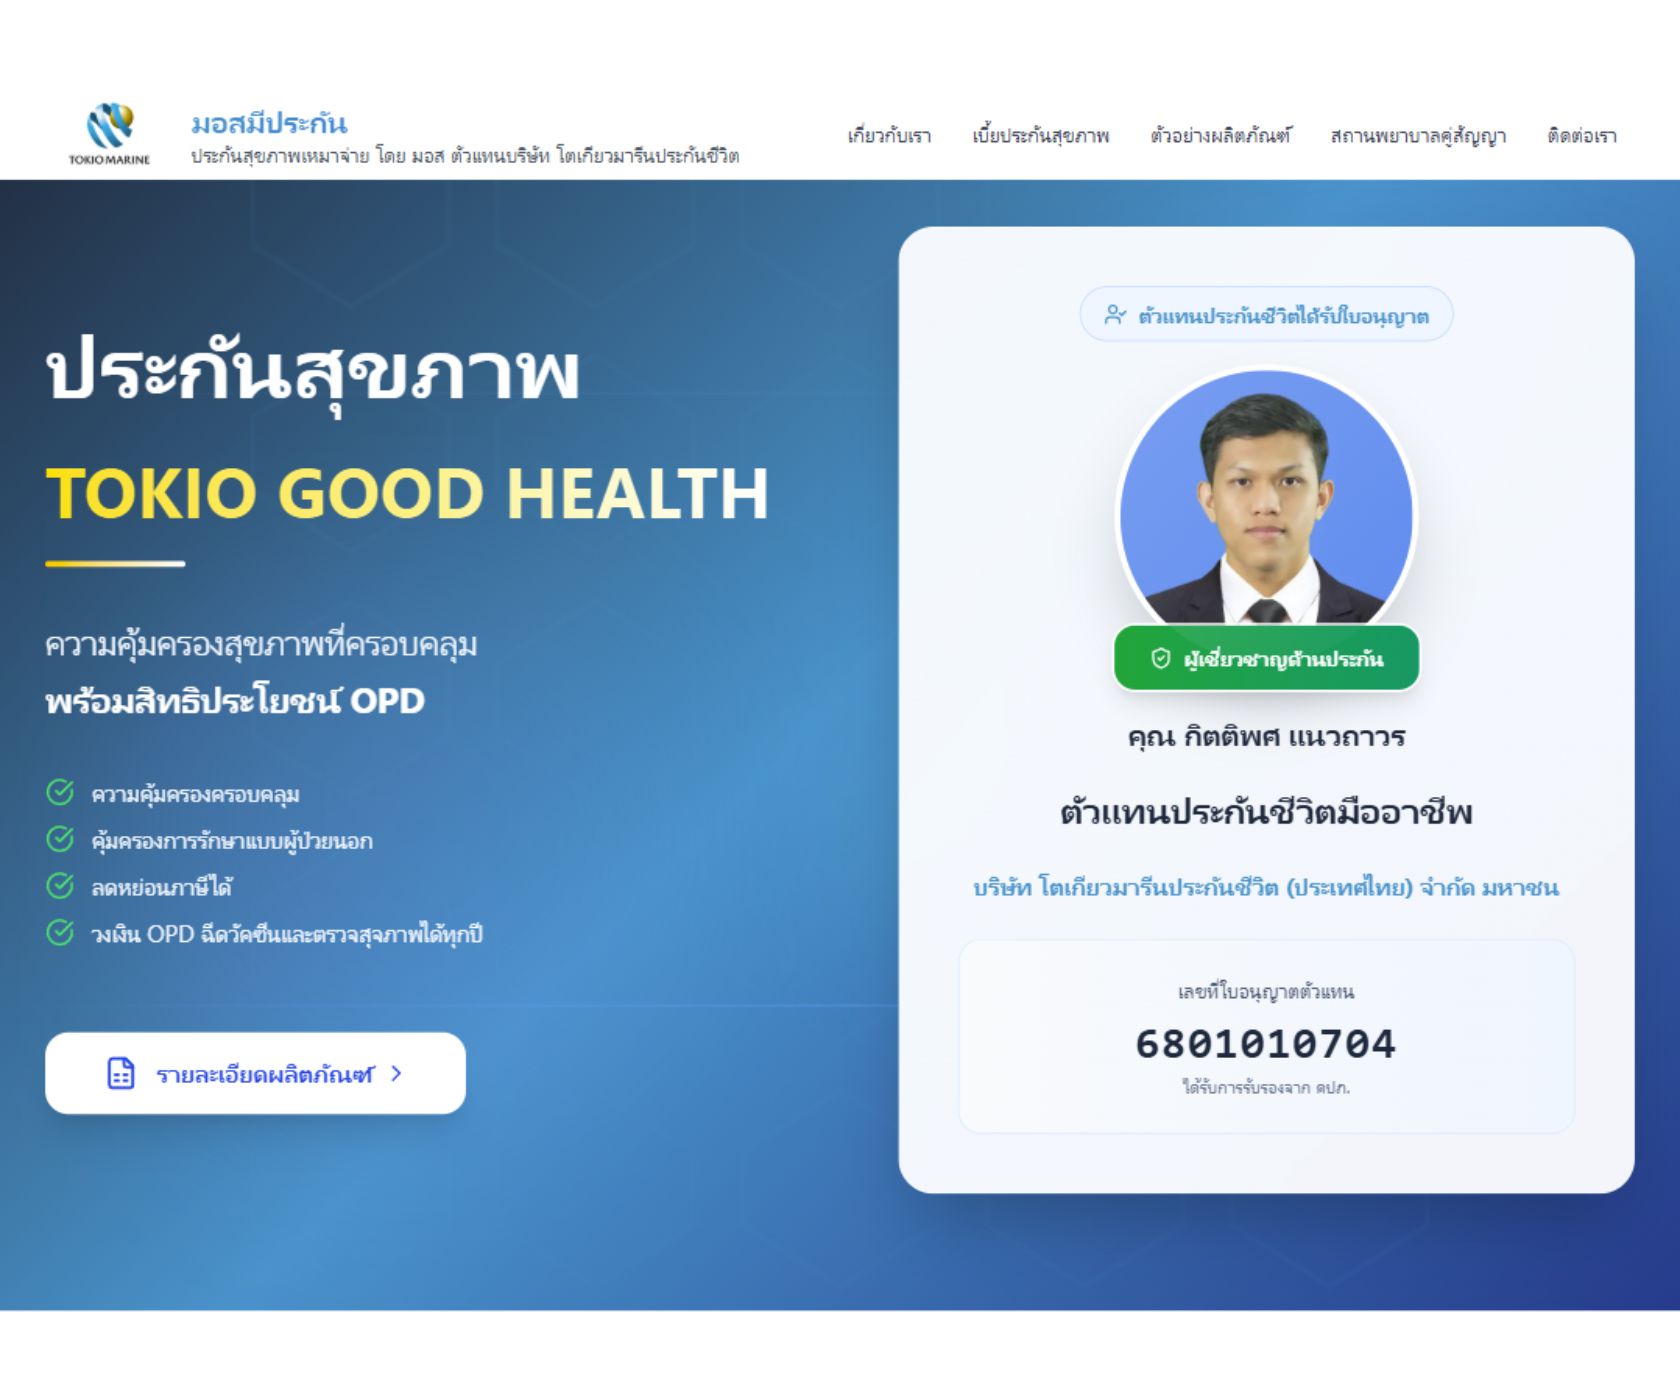 TOKIO MARINE
มอสมีประกัน
ประกันสุขภาพเหมาจ่าย โดย มอส ตัวแทนบริษัท โตเกียวมารีนประกันชีวิต
เกี่ยวกับเรา
เบี้ยประกันสุขภาพ
ตัวอย่างผลิตภัณฑ์
สถานพยาบาลคู่สัญญา
ติดต่อเรา
ประกันสุขภาพ
TOKIO GOOD HEALTH
ความคุ้มครองสุขภาพที่ครอบคลุม
พร้อมสิทธิประโยชน์ OPD
ความคุ้มครองครอบคลุม
คุ้มครองการรักษาแบบผู้ป่วยนอก
ลดหย่อนภาษีได้
วงเงิน OPD ฉีดวัคซีนและตรวจสุจภาพได้ทุกปี
รายละเอียดผลิตภัณฑ์
ตัวแทนประกันชีวิตได้รับใบอนุญาต
ผู้เชี่ยวชาญด้านประกัน
คุณ กิตติพศ แนวถาวร
ตัวแทนประกันชีวิตมืออาชีพ
บริษัท โตเกียวมารีนประกันชีวิต (ประเทศไทย) จำกัด มหาชน
เลขที่ใบอนุญาตตัวแทน
6801010704
ได้รับการรับรองจาก คปภ.